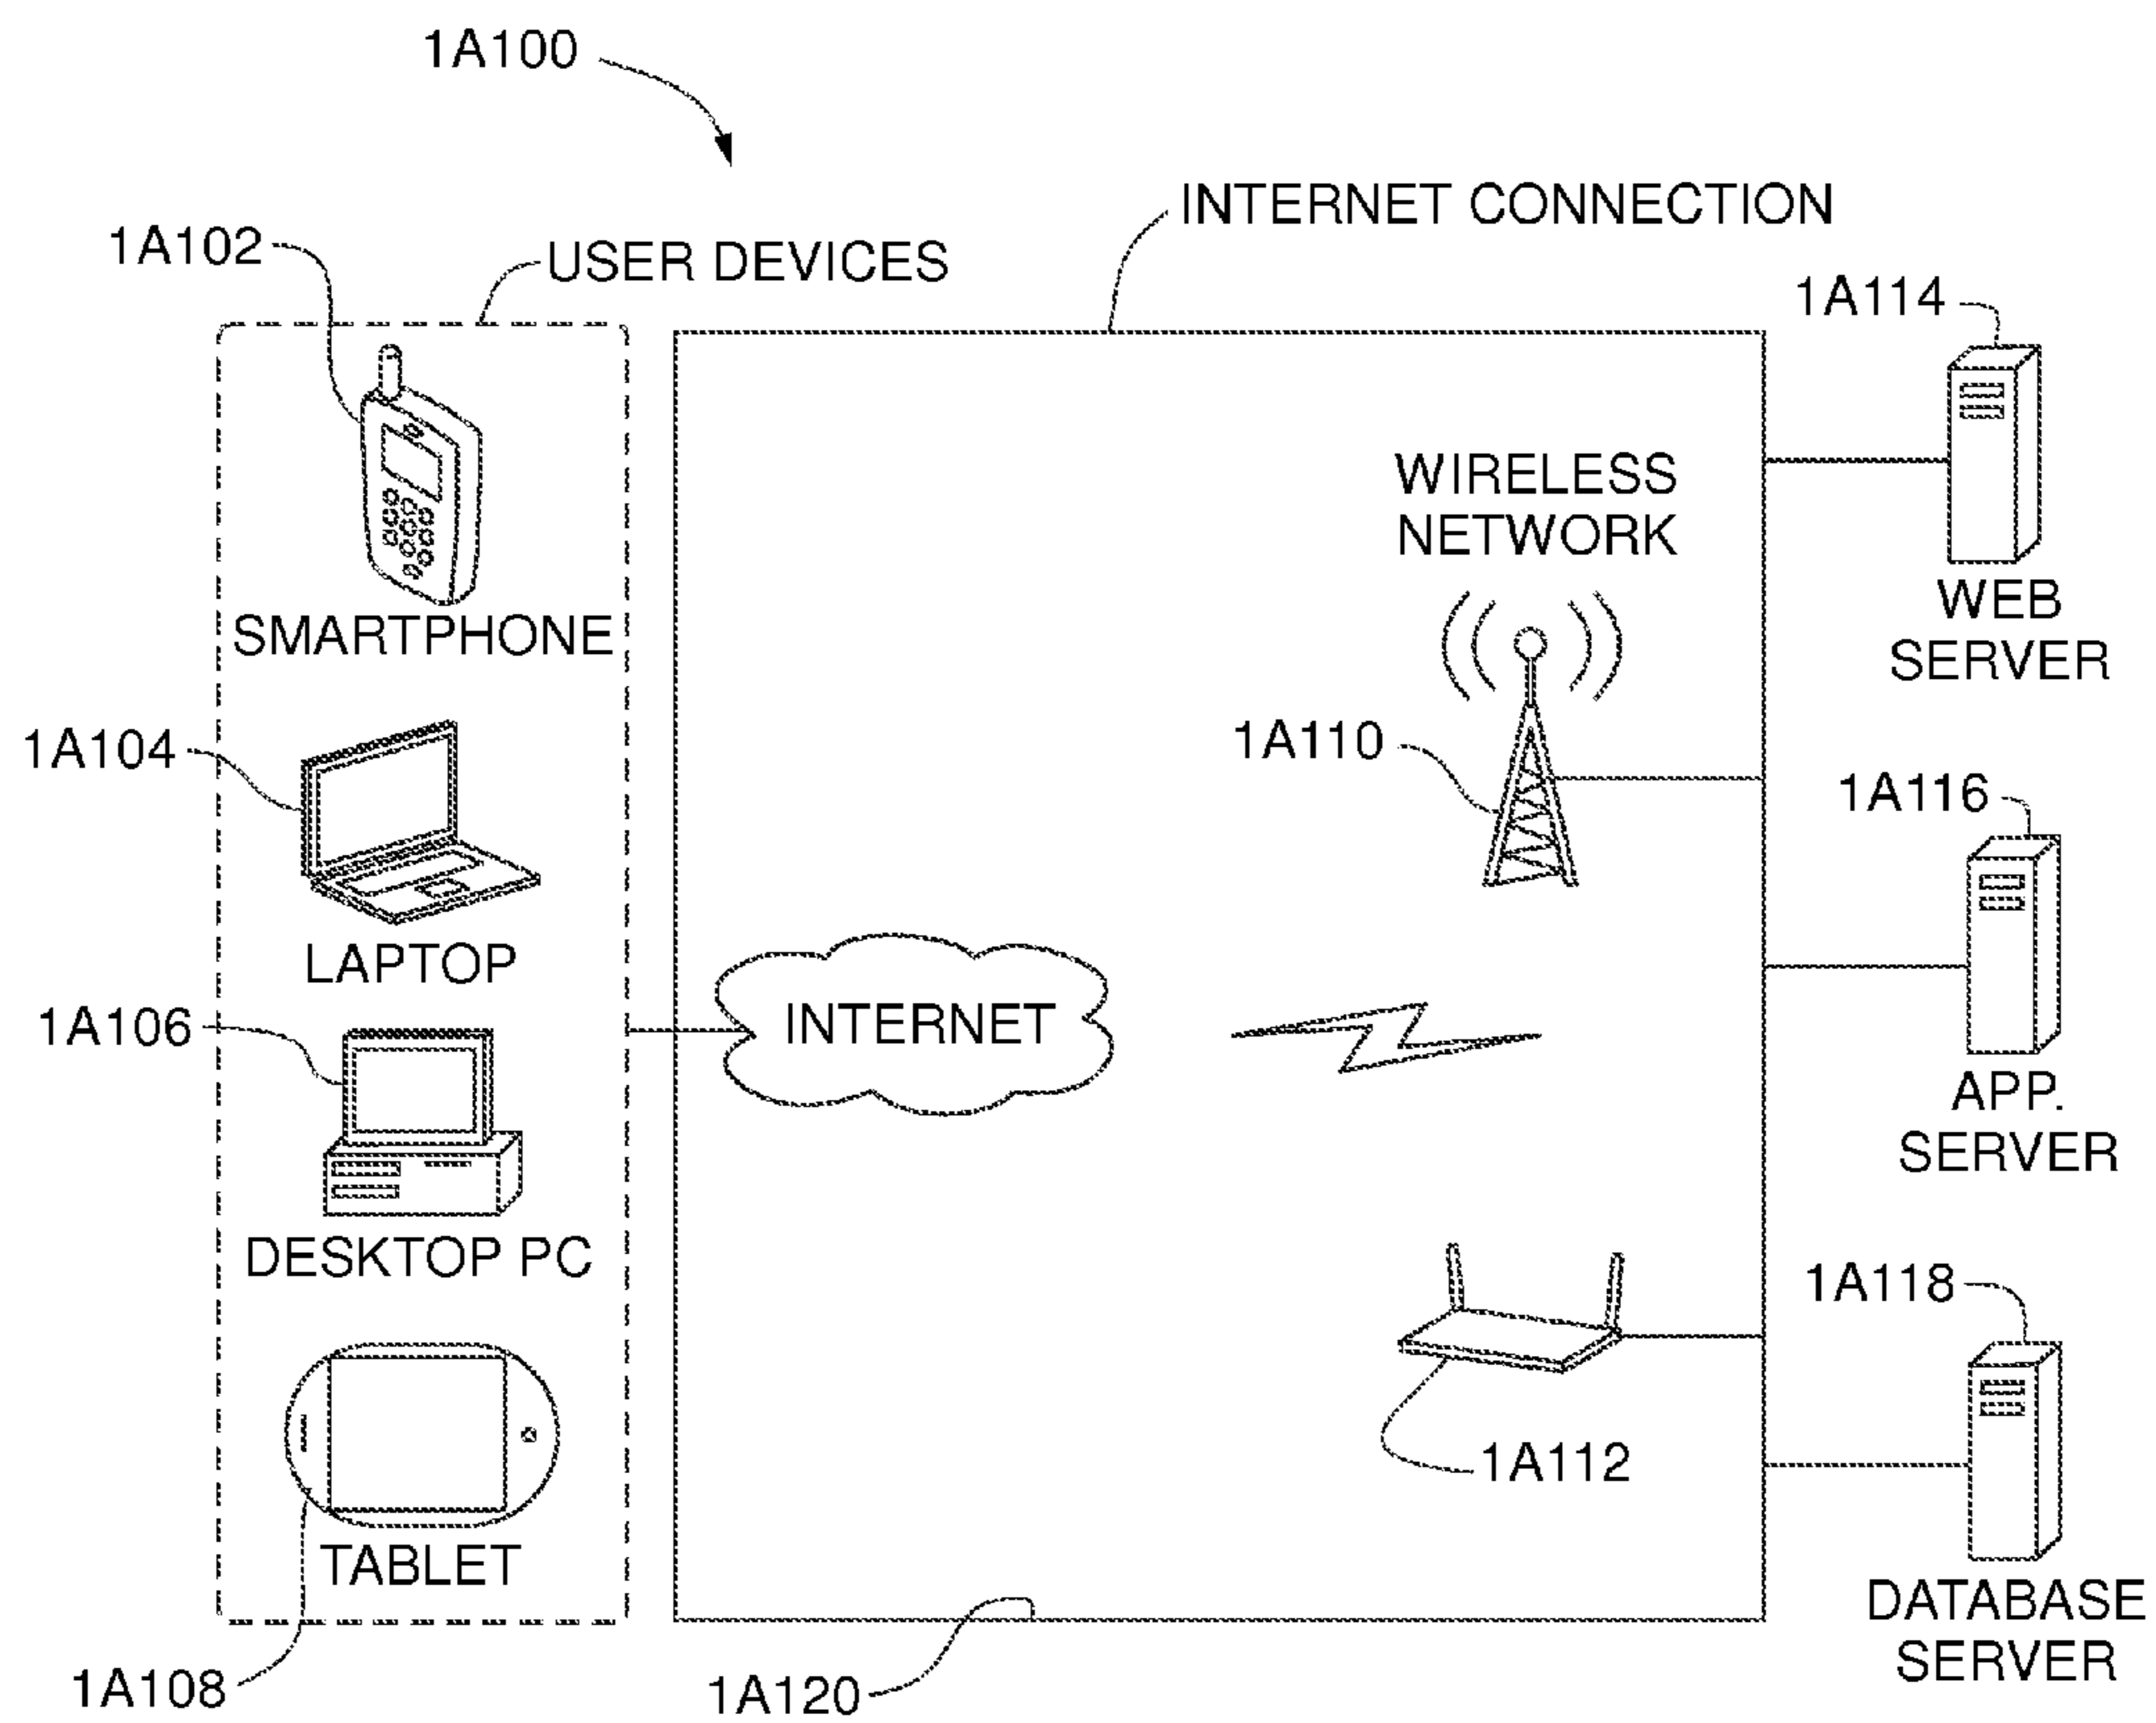 1A100
INTERNET CONNECTION
1A102
USER DEVICES
1A114
SMARTPHONE
WIRELESS
NETWORK
WEB
SERVER
1A104
1A110
1A116
LAPTOP
1A106
INTERNET
APP.
SERVER
DESKTOP PC
1A118
1A112
TABLET
DATABASE
SERVER
1A108
1A120